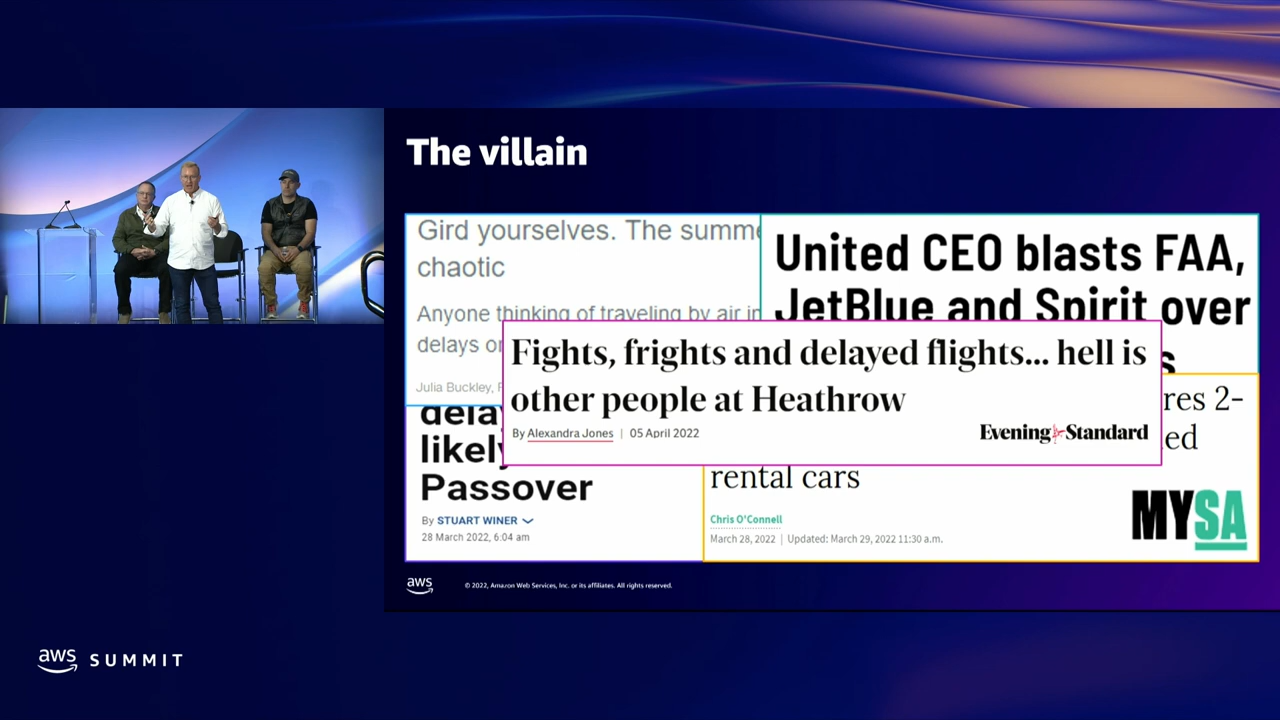 The villain
Gird yourselves. The summe
chaotic
Anyone thinking of traveling by air in
delays or
Julia Buckley,
United CEO blasts FAA,
JetBlue and Spirit over
s
Fights, frights and delayed flights... hell is
other people at Heathrow
By Alexandra Jones | 05 April 2022
Evening Standard
dela
likely
Passover
By STUART WINER
28 March 2022, 6:04 am
res 2-
ed
rental cars
Chris O'Connell
March 28, 2022 | Updated: March 29, 2022 11:30 a.m.
MYSA
aws
© 2022, Amazon Web Services, Inc. or its affiliates. All rights reserved.
aws SUMMIT